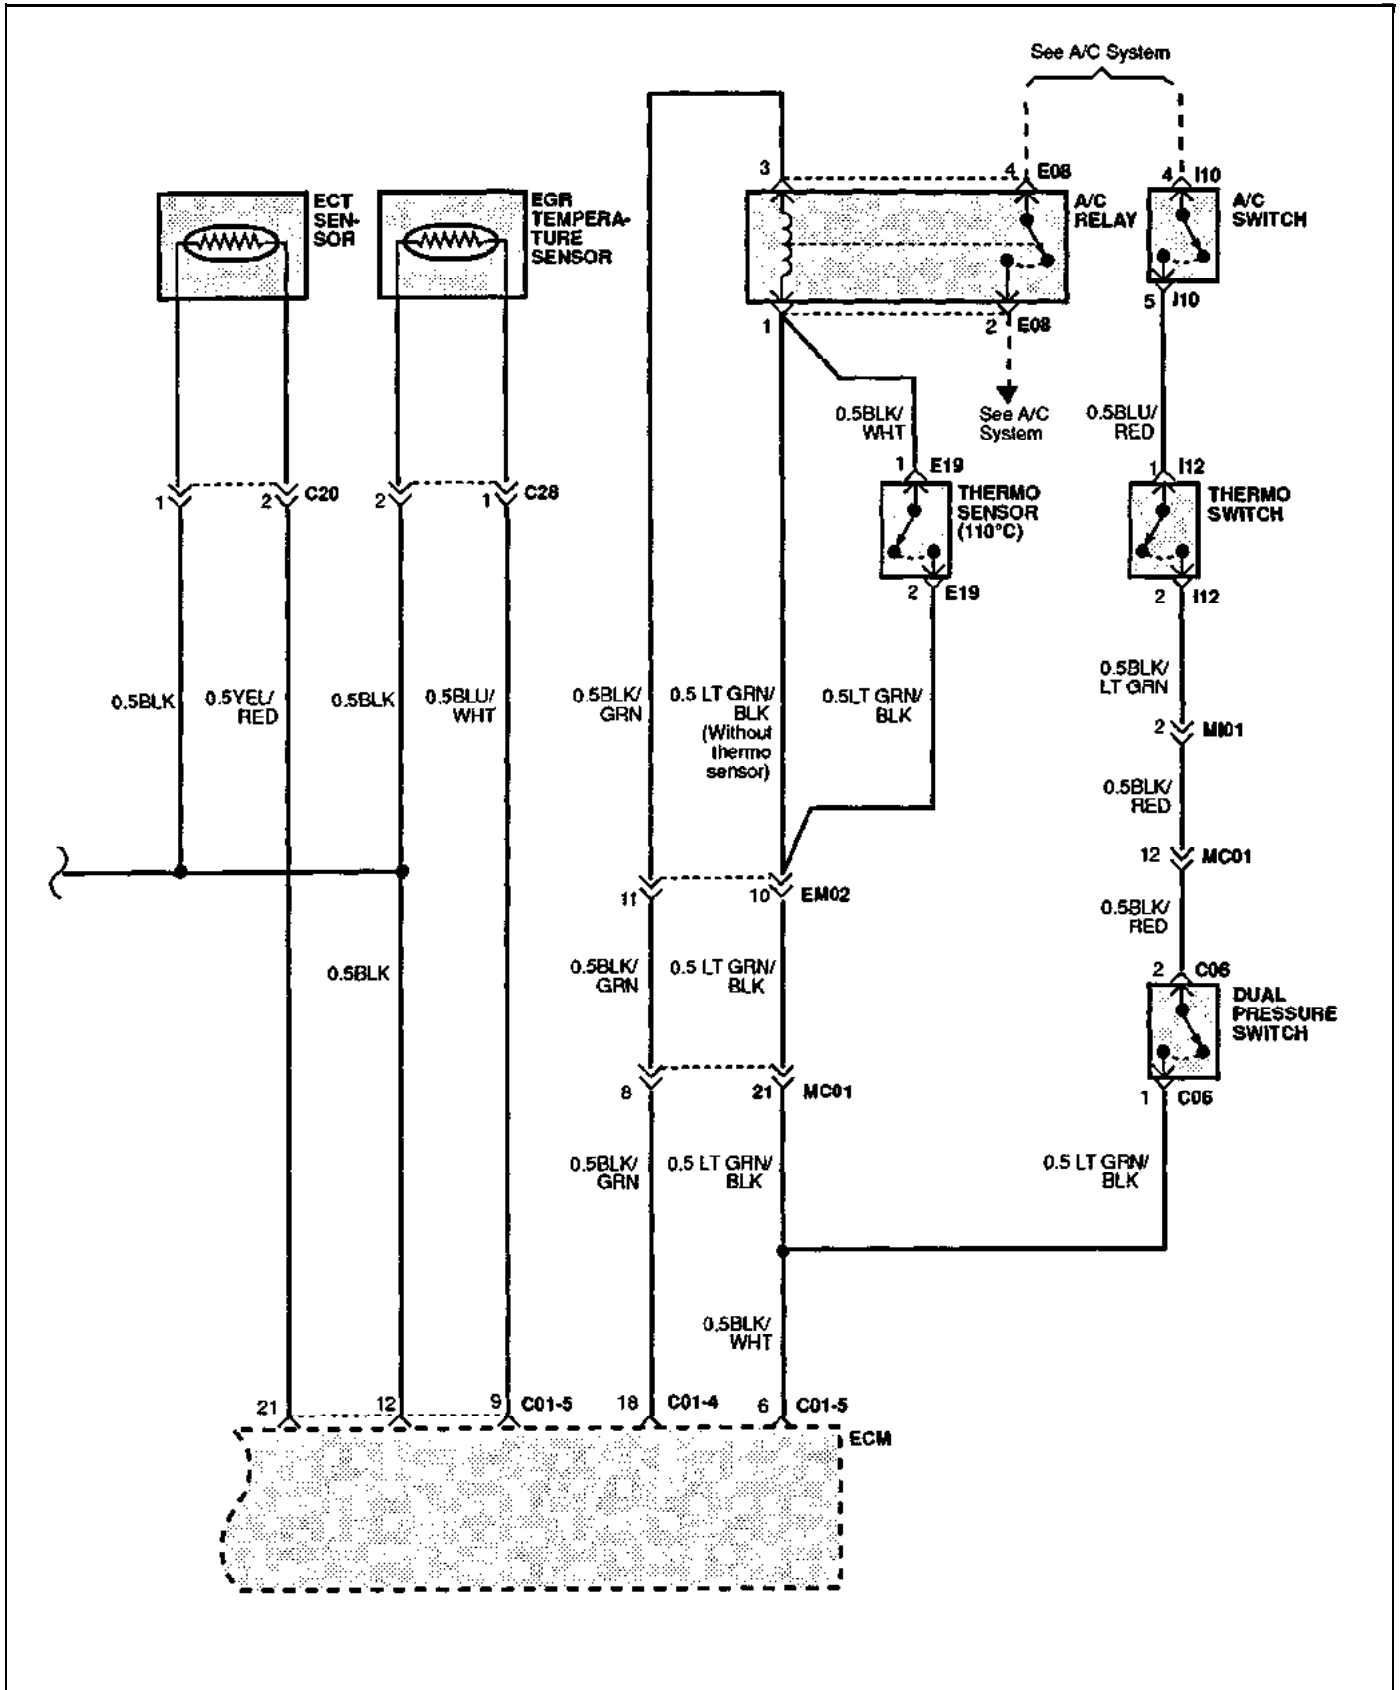 See A/C System
3
4 E08
4 I10
ECT
SEN-
SOR
EGR
TEMPERA-
TURE
SENSOR
A/C
RELAY
A/C
SWITCH
1
2 E08
5 I10
See A/C
System
0.5BLK/
WHT
0.5BLU/
RED
1
2 C20
2
1 C28
1 E19
THERMO
SENSOR
(110°C)
1 I12
THERMO
SWITCH
2 E19
2 I12
0.5BLK
0.5YEL/
RED
0.5BLK
0.5BLU/
WHT
0.5BLK/
GRN
0.5 LT GRN/
BLK
(Without
thermo
sensor)
0.5LT GRN/
BLK
0.5BLK/
LT GRN
2 MI01
0.5BLK/
RED
12 MC01
11
10 EM02
0.5BLK/
RED
0.5BLK
0.5BLK/
GRN
0.5 LT GRN/
BLK
2 C06
DUAL
PRESSURE
SWITCH
8
21 MC01
1 C06
0.5BLK/
GRN
0.5 LT GRN/
BLK
0.5 LT GRN/
BLK
0.5BLK/
WHT
21
12
9 C01-5
18 C01-4
6 C01-5
ECM